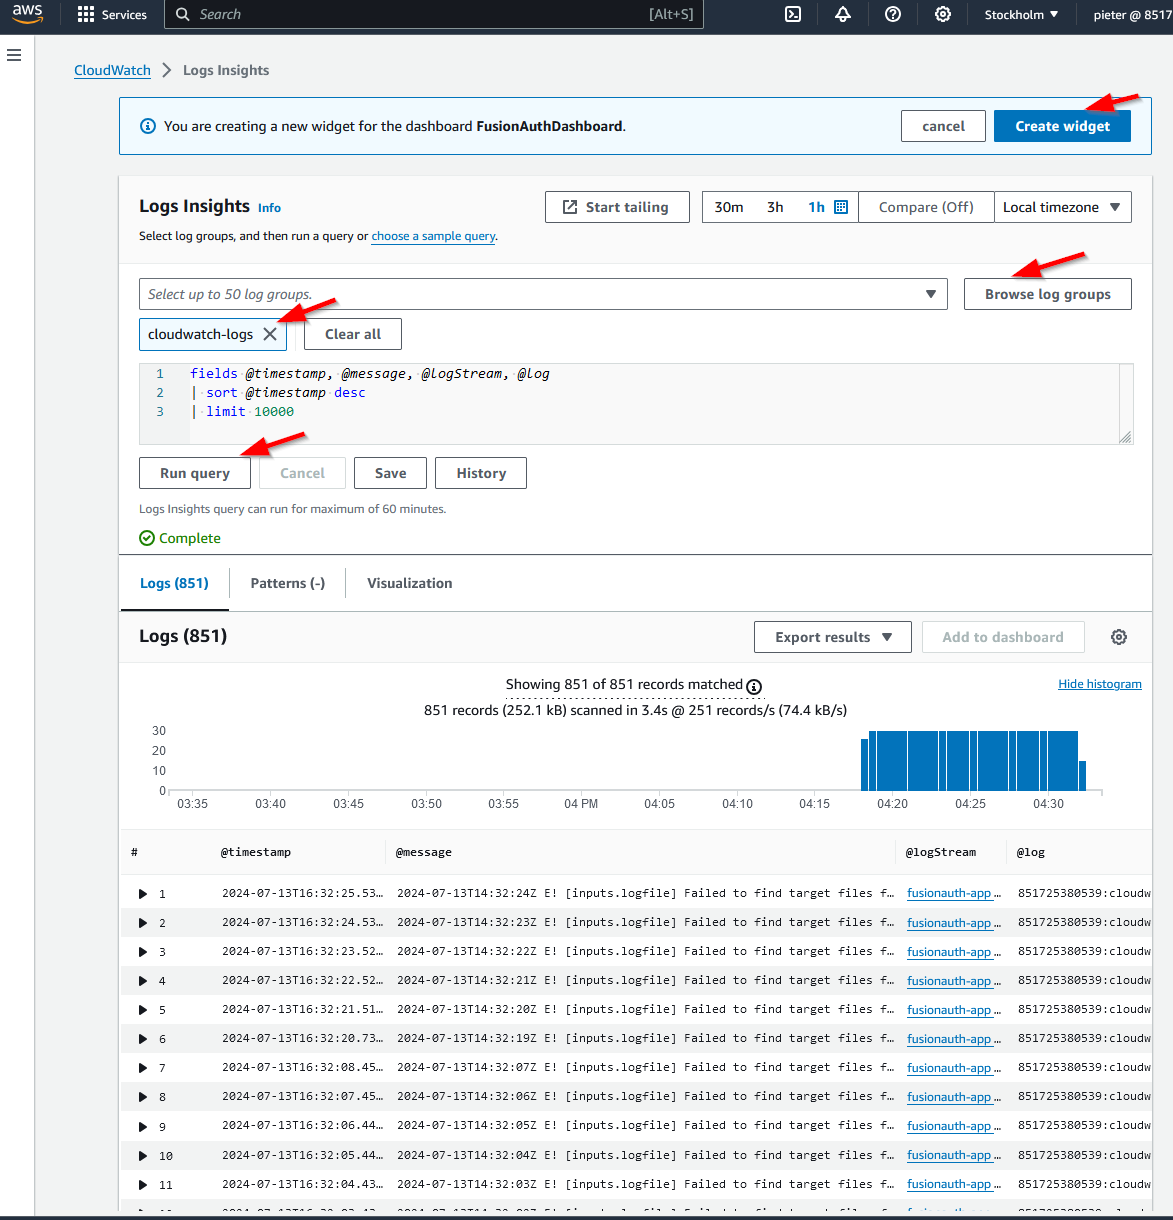 aws Services Search [Alt+S] Stockholm pieter @ 8517
CloudWatch Logs Insights
You are creating a new widget for the dashboard FusionAuthDashboard. cancel Create widget
Logs Insights Info Start tailing 30m 3h 1h Compare (Off) Local timezone
Select log groups, and then run a query or choose a sample query.
Select up to 50 log groups. Browse log groups
cloudwatch-logs Clear all
1 fields @timestamp, @message, @logStream, @log
2 | sort @timestamp desc
3 | limit 10000
Run query Cancel Save History
Logs Insights query can run for maximum of 60 minutes.
Complete
Logs (851) Patterns (-) Visualization
Logs (851) Export results Add to dashboard
Showing 851 of 851 records matched Hide histogram
851 records (252.1 kB) scanned in 3.4s @ 251 records/s (74.4 kB/s)
30
20
10
0
03:35 03:40 03:45 03:50 03:55 04 PM 04:05 04:10 04:15 04:20 04:25 04:30
# @timestamp @message @logStream @log
1 2024-07-13T16:32:25.53… 2024-07-13T14:32:24Z E! [inputs.logfile] Failed to find target files f… fusionauth-app … 851725380539:cloudw
2 2024-07-13T16:32:24.53… 2024-07-13T14:32:23Z E! [inputs.logfile] Failed to find target files f… fusionauth-app … 851725380539:cloudw
3 2024-07-13T16:32:23.52… 2024-07-13T14:32:22Z E! [inputs.logfile] Failed to find target files f… fusionauth-app … 851725380539:cloudw
4 2024-07-13T16:32:22.52… 2024-07-13T14:32:21Z E! [inputs.logfile] Failed to find target files f… fusionauth-app … 851725380539:cloudw
5 2024-07-13T16:32:21.51… 2024-07-13T14:32:20Z E! [inputs.logfile] Failed to find target files f… fusionauth-app … 851725380539:cloudw
6 2024-07-13T16:32:20.73… 2024-07-13T14:32:19Z E! [inputs.logfile] Failed to find target files f… fusionauth-app … 851725380539:cloudw
7 2024-07-13T16:32:08.45… 2024-07-13T14:32:07Z E! [inputs.logfile] Failed to find target files f… fusionauth-app … 851725380539:cloudw
8 2024-07-13T16:32:07.45… 2024-07-13T14:32:06Z E! [inputs.logfile] Failed to find target files f… fusionauth-app … 851725380539:cloudw
9 2024-07-13T16:32:06.44… 2024-07-13T14:32:05Z E! [inputs.logfile] Failed to find target files f… fusionauth-app … 851725380539:cloudw
10 2024-07-13T16:32:05.44… 2024-07-13T14:32:04Z E! [inputs.logfile] Failed to find target files f… fusionauth-app … 851725380539:cloudw
11 2024-07-13T16:32:04.43… 2024-07-13T14:32:03Z E! [inputs.logfile] Failed to find target files f… fusionauth-app … 851725380539:cloudw